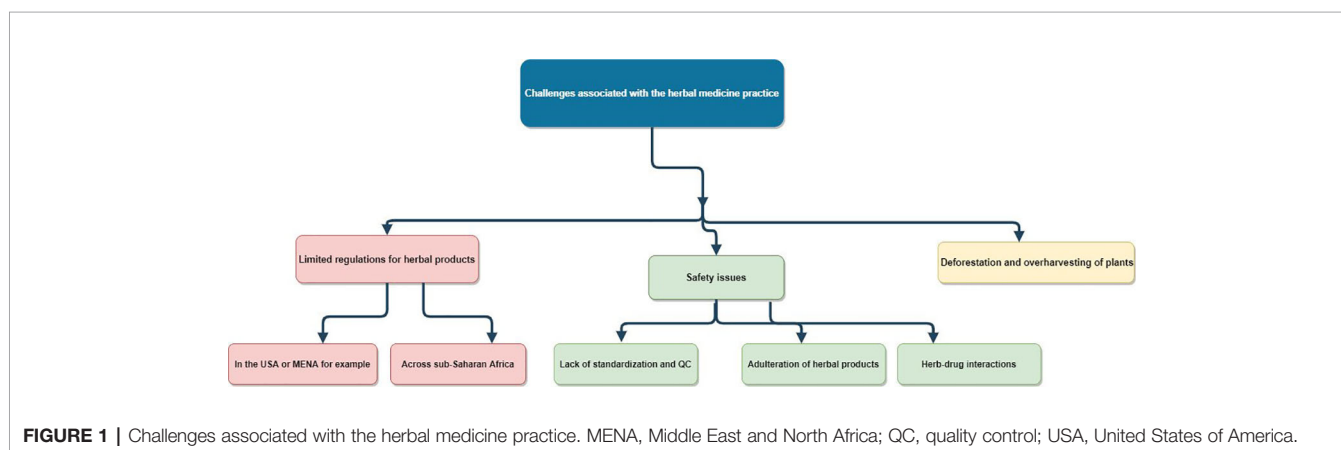 Challenges associated with the herbal medicine practice
Limited regulations for herbal products
Safety issues
Deforestation and overharvesting of plants
In the USA or MENA for example
Across sub-Saharan Africa
Lack of standardization and QC
Adulteration of herbal products
Herb-drug interactions
FIGURE 1 | Challenges associated with the herbal medicine practice. MENA, Middle East and North Africa; QC, quality control; USA, United States of America.